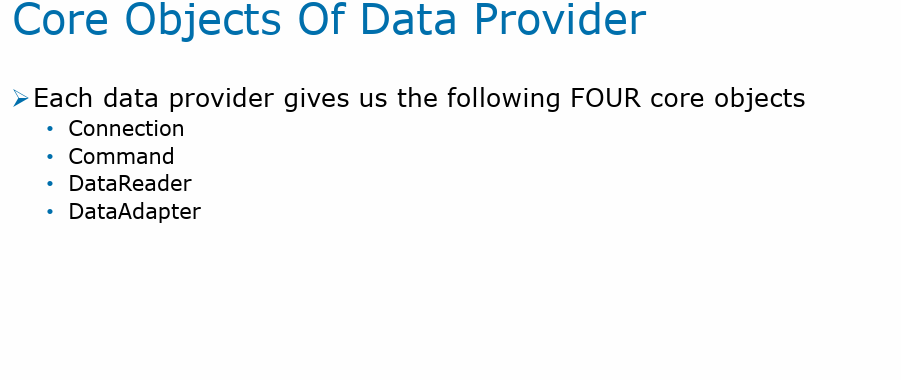 Core Objects Of Data Provider
➢Each data provider gives us the following FOUR core objects
• Connection
• Command
• DataReader
• DataAdapter